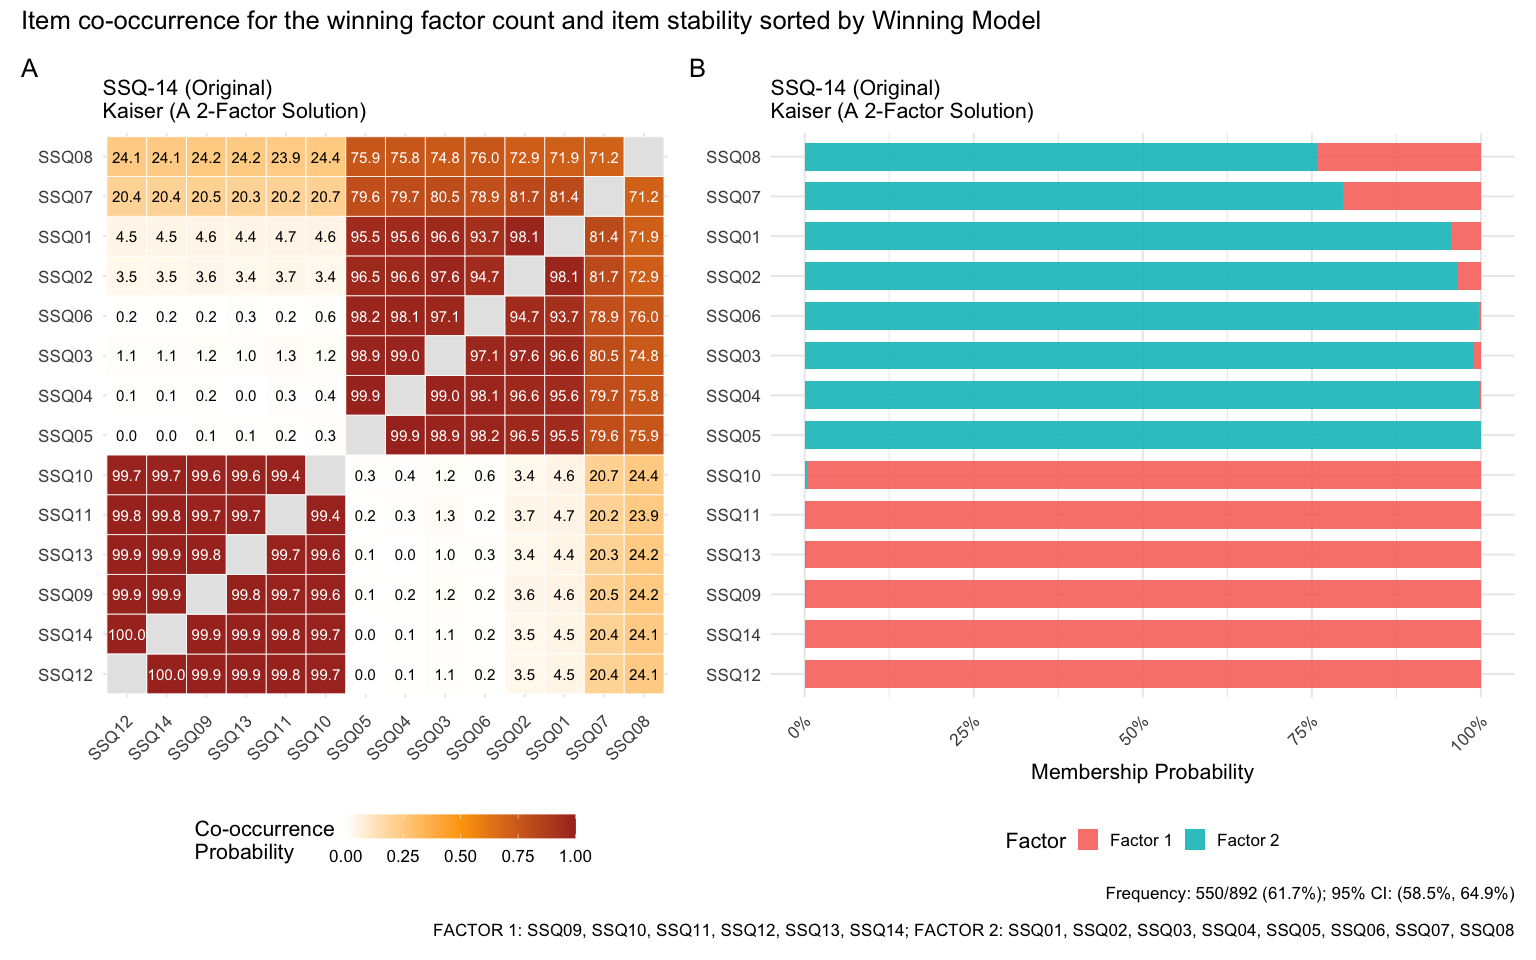 Item co-occurrence for the winning factor count and item stability sorted by Winning Model
A
SSQ-14 (Original)
Kaiser (A 2-Factor Solution)
SSQ08 24.1 24.1 24.2 24.2 23.9 24.4 75.9 75.8 74.8 76.0 72.9 71.9 71.2
SSQ07 20.4 20.4 20.5 20.3 20.2 20.7 79.6 79.7 80.5 78.9 81.7 81.4 71.2
SSQ01 4.5 4.5 4.6 4.4 4.7 4.6 95.5 95.6 96.6 93.7 98.1 81.4 71.9
SSQ02 3.5 3.5 3.6 3.4 3.7 3.4 96.5 96.6 97.6 94.7 98.1 81.7 72.9
SSQ06 0.2 0.2 0.2 0.3 0.2 0.6 98.2 98.1 97.1 94.7 93.7 78.9 76.0
SSQ03 1.1 1.1 1.2 1.0 1.3 1.2 98.9 99.0 97.1 97.6 96.6 80.5 74.8
SSQ04 0.1 0.1 0.2 0.0 0.3 0.4 99.9 99.0 98.1 96.6 95.6 79.7 75.8
SSQ05 0.0 0.0 0.1 0.1 0.2 0.3 99.9 98.9 98.2 96.5 95.5 79.6 75.9
SSQ10 99.7 99.7 99.6 99.6 99.4 0.3 0.4 1.2 0.6 3.4 4.6 20.7 24.4
SSQ11 99.8 99.8 99.7 99.7 99.4 0.2 0.3 1.3 0.2 3.7 4.7 20.2 23.9
SSQ13 99.9 99.9 99.8 99.7 99.6 0.1 0.0 1.0 0.3 3.4 4.4 20.3 24.2
SSQ09 99.9 99.9 99.8 99.7 99.6 0.1 0.2 1.2 0.2 3.6 4.6 20.5 24.2
SSQ14 100.0 99.9 99.9 99.8 99.7 0.0 0.1 1.1 0.2 3.5 4.5 20.4 24.1
SSQ12 100.0 99.9 99.9 99.8 99.7 0.0 0.1 1.1 0.2 3.5 4.5 20.4 24.1
SSQ12 SSQ14 SSQ09 SSQ13 SSQ11 SSQ10 SSQ05 SSQ04 SSQ03 SSQ06 SSQ02 SSQ01 SSQ07 SSQ08
Co-occurrence
Probability
0.00 0.25 0.50 0.75 1.00
B
SSQ-14 (Original)
Kaiser (A 2-Factor Solution)
SSQ08
SSQ07
SSQ01
SSQ02
SSQ06
SSQ03
SSQ04
SSQ05
SSQ10
SSQ11
SSQ13
SSQ09
SSQ14
SSQ12
0% 25% 50% 75% 100%
Membership Probability
Factor Factor 1 Factor 2
Frequency: 550/892 (61.7%); 95% CI: (58.5%, 64.9%)
FACTOR 1: SSQ09, SSQ10, SSQ11, SSQ12, SSQ13, SSQ14; FACTOR 2: SSQ01, SSQ02, SSQ03, SSQ04, SSQ05, SSQ06, SSQ07, SSQ08